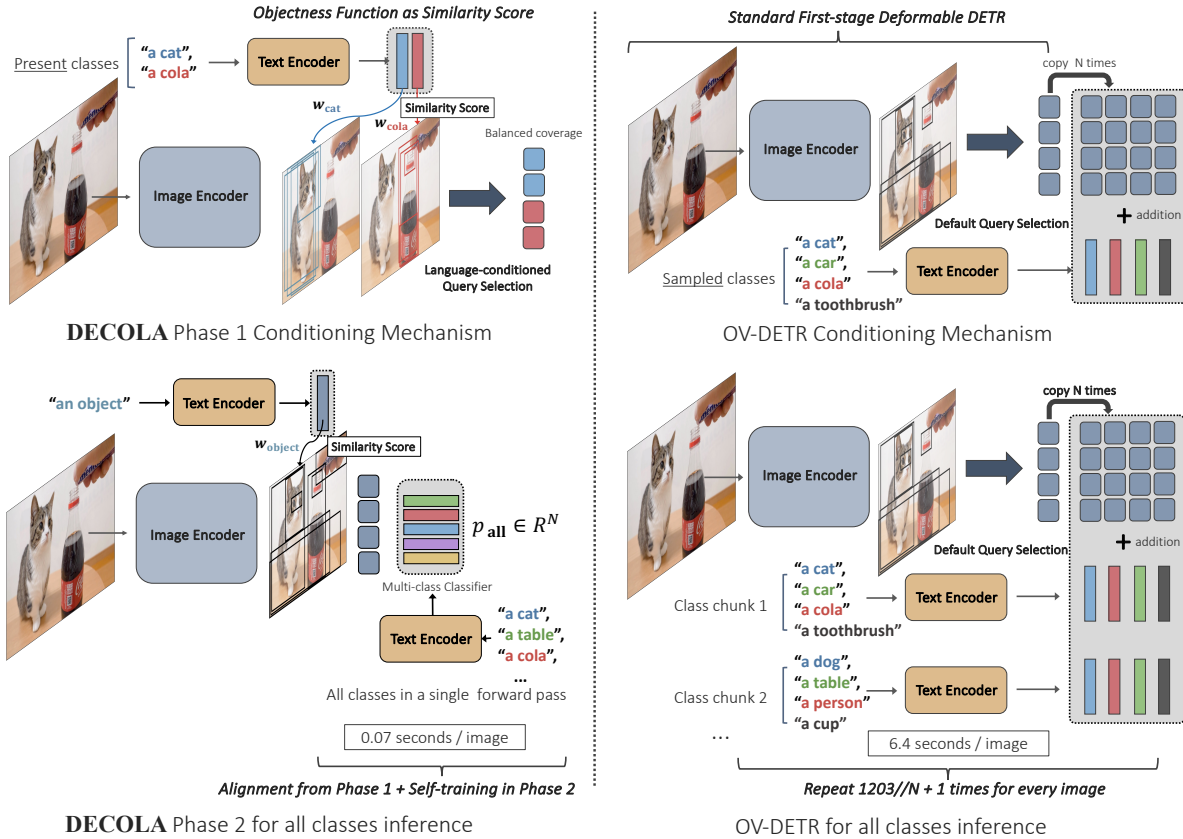 Objectness Function as Similarity Score
Present classes
“a cat”,
“a cola”
Text Encoder
w_cat
Similarity Score
w_cola
Image Encoder
Balanced coverage
Language-conditioned
Query Selection
DECOLA Phase 1 Conditioning Mechanism
Standard First-stage Deformable DETR
copy N times
Image Encoder
Default Query Selection
+ addition
Sampled classes
“a cat”,
“a car”,
“a cola”
“a toothbrush”
Text Encoder
OV-DETR Conditioning Mechanism
“an object”
Text Encoder
w_object
Similarity Score
Image Encoder
p_all ∈ R^N
Multi-class Classifier
Text Encoder
“a cat”,
“a table”,
“a cola”,
...
All classes in a single forward pass
0.07 seconds / image
Alignment from Phase 1 + Self-training in Phase 2
DECOLA Phase 2 for all classes inference
copy N times
Image Encoder
Default Query Selection
+ addition
Class chunk 1
“a cat”,
“a car”,
“a cola”
“a toothbrush”
Text Encoder
Class chunk 2
“a dog”,
“a table”,
“a person”
“a cup”
Text Encoder
...
6.4 seconds / image
Repeat 1203//N + 1 times for every image
OV-DETR for all classes inference